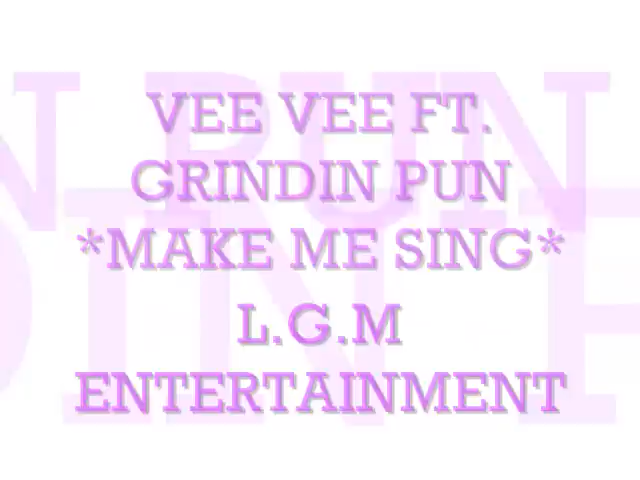 VEE VEE FT.
GRINDIN PUN
*MAKE ME SING*
L.G.M
ENTERTAINMENT